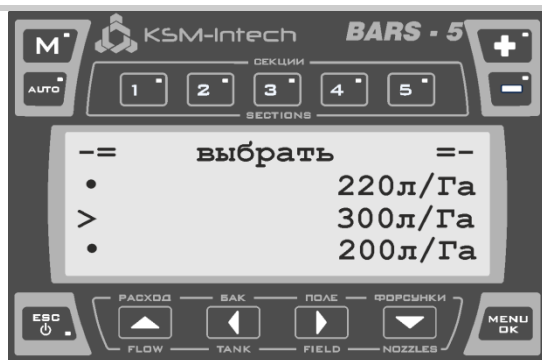 M
KSM-Intech
BARS - 5
+
AUTO
СЕКЦИИ
1 2 3 4 5
-
SECTIONS
-= выбрать =-
• 220л/Га
> 300л/Га
• 200л/Га
ESC
РАСХОД БАК ПОЛЕ ФОРСУНКИ
MENU
OK
FLOW TANK FIELD NOZZLES